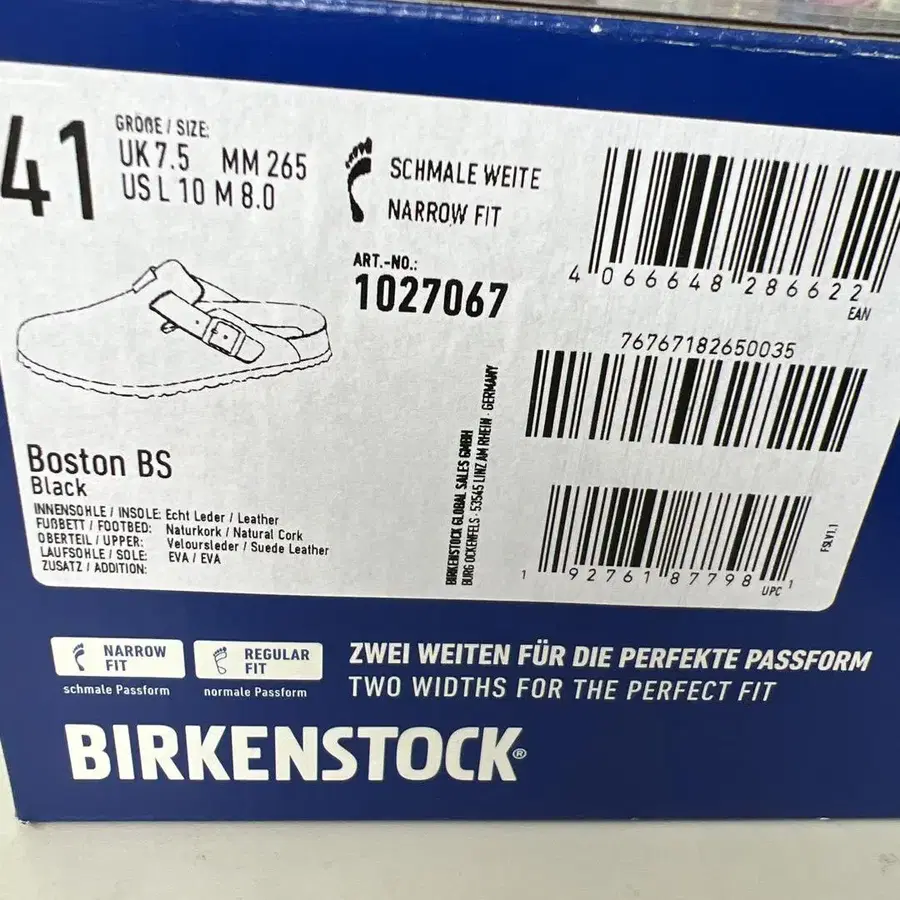 41
GRÖßE / SIZE:
UK 7.5 MM 265
US L 10 M 8.0
SCHMALE WEITE
NARROW FIT
ART.-NO.:
1027067
4 066648 286622
EAN
76767182650035
Boston BS
Black
INNENSOHLE / INSOLE: Echt Leder / Leather
FUßBETT / FOOTBED: Naturkork / Natural Cork
OBERTEIL / UPPER: Veloursleder / Suede Leather
LAUFSOHLE / SOLE: EVA / EVA
ZUSATZ / ADDITION:
BIRKENSTOCK GLOBAL SALES GMBH
BURG OCKENFELS · 53545 LINZ AM RHEIN · GERMANY
1 92761 87798 1
UPC
FSLV1.1
NARROW
FIT
schmale Passform
REGULAR
FIT
normale Passform
ZWEI WEITEN FÜR DIE PERFEKTE PASSFORM
TWO WIDTHS FOR THE PERFECT FIT
BIRKENSTOCK®